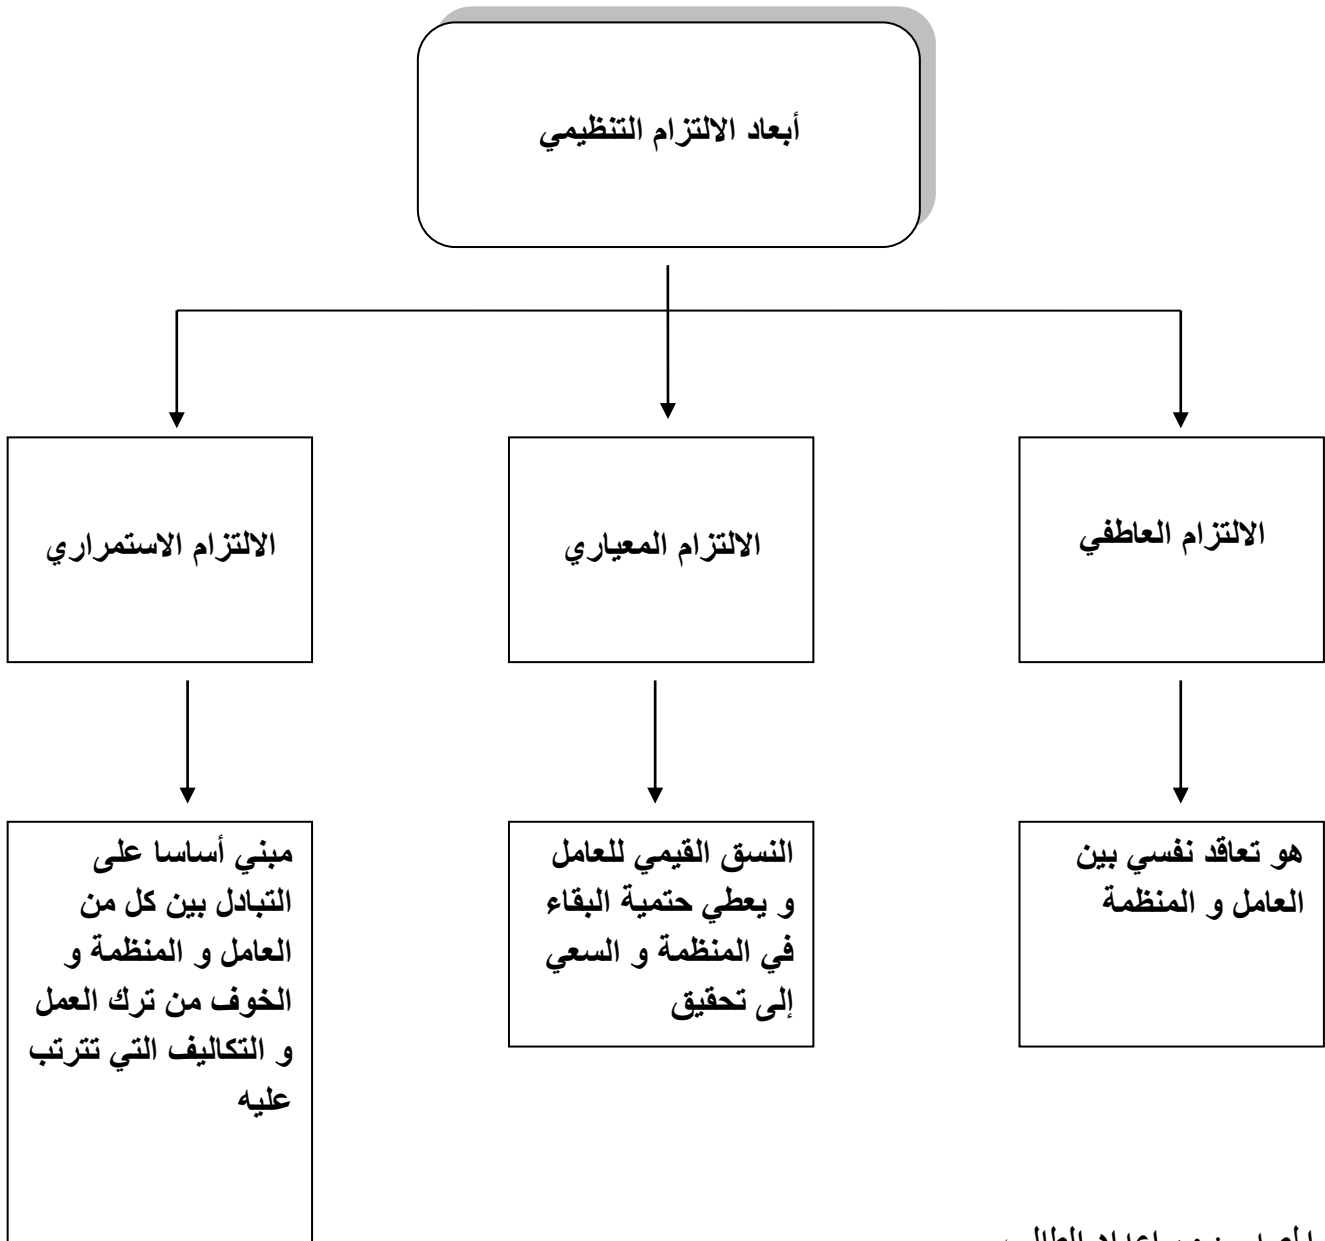 أبعاد الالتزام التنظيمي
الالتزام العاطفي
الالتزام المعياري
الالتزام الاستمراري
هو تعاقد نفسي بين
العامل و المنظمة
النسق القيمي للعامل
و يعطي حتمية البقاء
في المنظمة و السعي
إلى تحقيق
مبني أساسا على
التبادل بين كل من
العامل و المنظمة و
الخوف من ترك العمل
و التكاليف التي تترتب
عليه